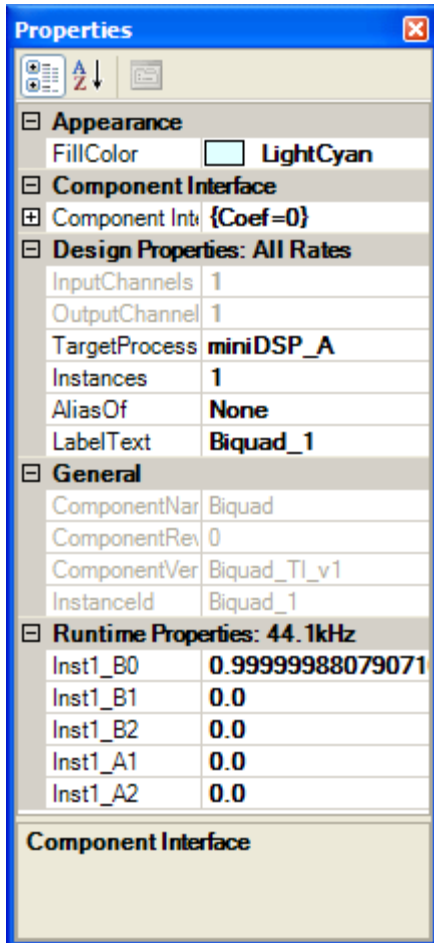 Properties
A
Z
Appearance
FillColor LightCyan
Component Interface
Component Inte {Coef=0}
Design Properties: All Rates
InputChannels 1
OutputChannel 1
TargetProcess miniDSP_A
Instances 1
AliasOf None
LabelText Biquad_1
General
ComponentNar Biquad
ComponentRev 0
ComponentVer Biquad_TI_v1
InstanceId Biquad_1
Runtime Properties: 44.1kHz
Inst1_B0 0.999999880790710
Inst1_B1 0.0
Inst1_B2 0.0
Inst1_A1 0.0
Inst1_A2 0.0
Component Interface